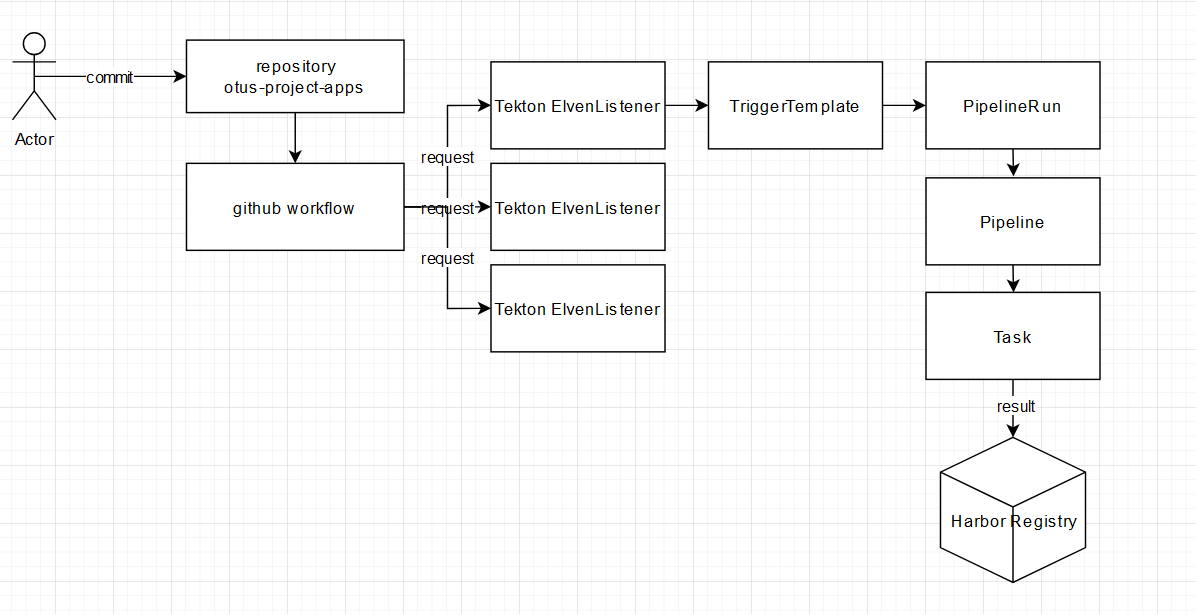 Actor
commit
repository
otus-project-apps
github workflow
request
request
request
Tekton ElvenListener
Tekton ElvenListener
Tekton ElvenListener
TriggerTemplate
PipelineRun
Pipeline
Task
result
Harbor Registry